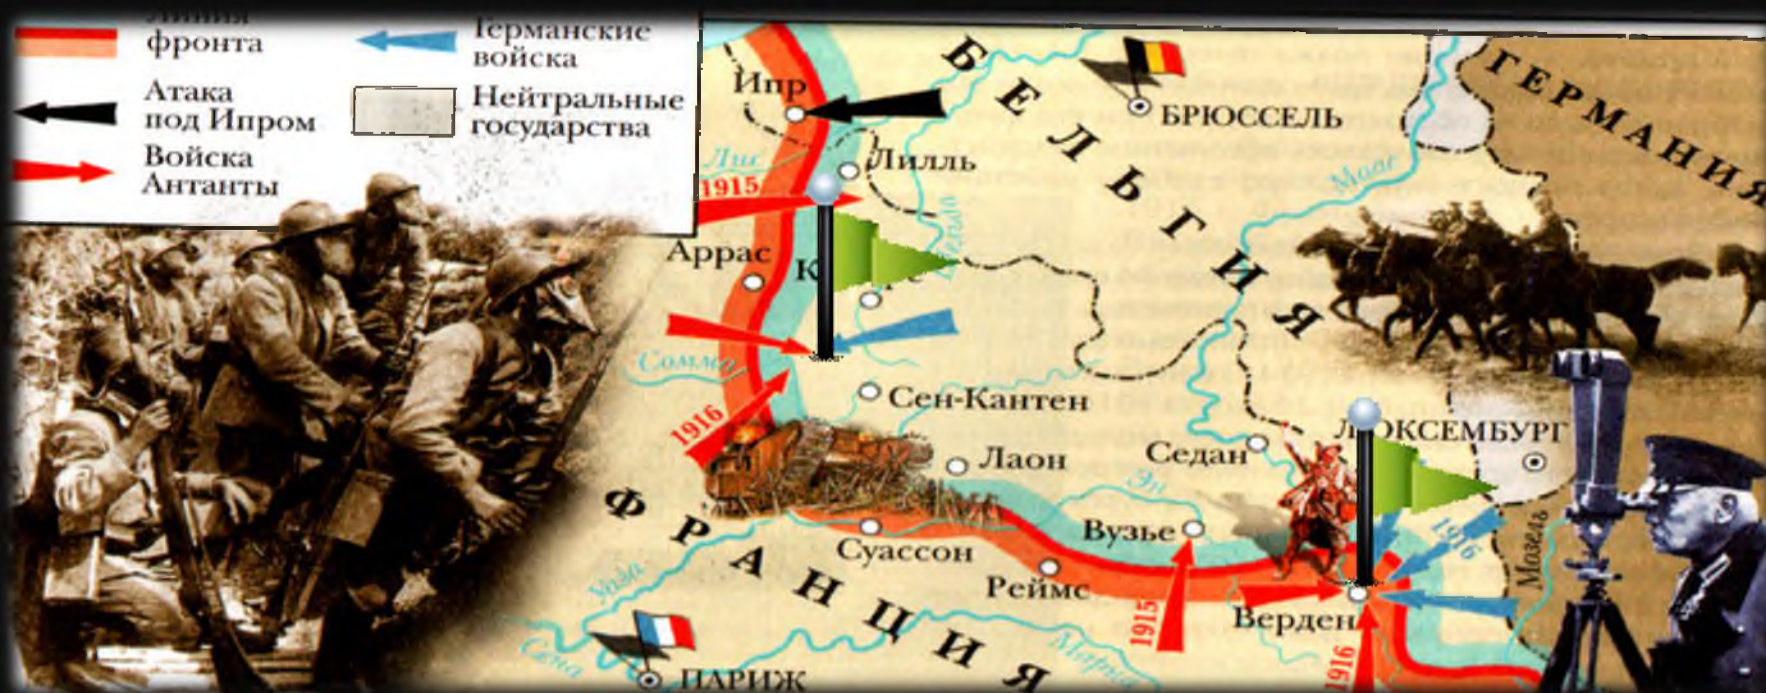 Линия
фронта
Атака
под Ипром
Войска
Антанты
Германские
войска
Нейтральные
государства
Ипр
БЕЛЬГИЯ
БРЮССЕЛЬ
ГЕРМАНИЯ
Лис
Лилль
Маас
1915
Аррас
Сомма
1916
Сен-Кантен
Лаон
Седан
ЛЮКСЕМБУРГ
Эн
Вузье
1916
Мозель
Суассон
Реймс
ФРАНЦИЯ
Уаза
1915
Верден
Сена
Марна
1916
ПАРИЖ